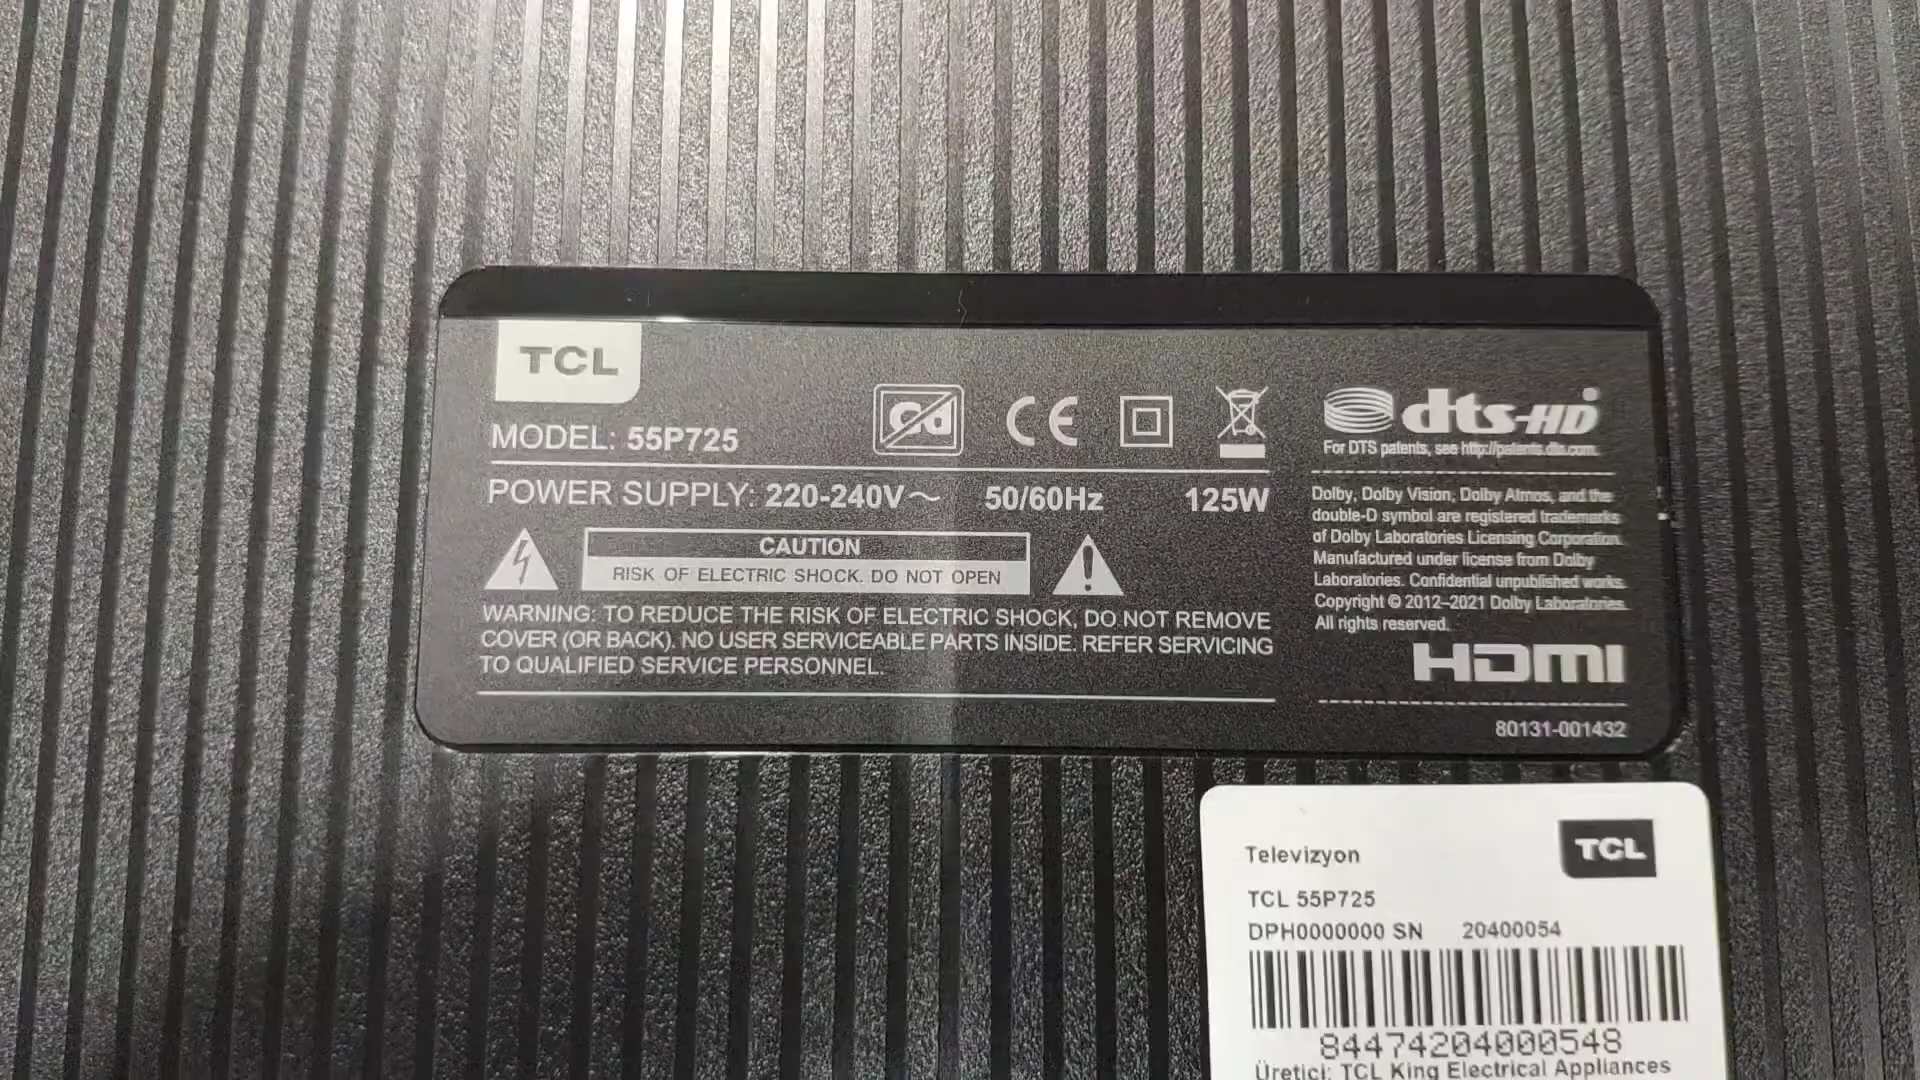 TCL
MODEL: 55P725
Cd
CE
dts-HD
For DTS patents, see http://patents.dts.com.
POWER SUPPLY: 220-240V~ 50/60Hz 125W
CAUTION
RISK OF ELECTRIC SHOCK. DO NOT OPEN
WARNING: TO REDUCE THE RISK OF ELECTRIC SHOCK, DO NOT REMOVE
COVER (OR BACK). NO USER SERVICEABLE PARTS INSIDE. REFER SERVICING
TO QUALIFIED SERVICE PERSONNEL.
Dolby, Dolby Vision, Dolby Atmos, and the
double-D symbol are registered trademarks
of Dolby Laboratories Licensing Corporation.
Manufactured under license from Dolby
Laboratories. Confidential unpublished works.
Copyright © 2012–2021 Dolby Laboratories.
All rights reserved.
HDMI
80131-001432
TCL
Televizyon
TCL 55P725
DPH0000000 SN 20400054
84474204000548
Üretici: TCL King Electrical Appliances